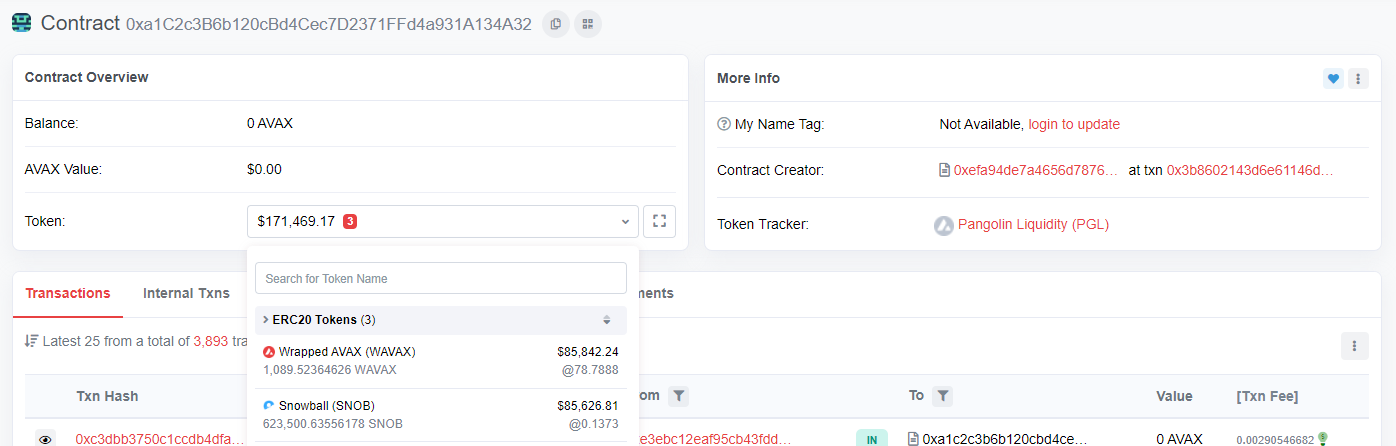 Contract 0xa1C2c3B6b120cBd4Cec7D2371FFd4a931A134A32
Contract Overview
Balance: 0 AVAX
AVAX Value: $0.00
Token: $171,469.17 3
Search for Token Name
ERC20 Tokens (3)
Wrapped AVAX (WAVAX) $85,842.24
1,089.52364626 WAVAX @78.7888
Snowball (SNOB) $85,626.81
623,500.63556178 SNOB @0.1373
More Info
My Name Tag: Not Available, login to update
Contract Creator: 0xefa94de7a4656d7876... at txn 0x3b8602143d6e61146d...
Token Tracker: Pangolin Liquidity (PGL)
Transactions Internal Txns ments
Latest 25 from a total of 3,893 tra
Txn Hash om To Value [Txn Fee]
0xc3dbb3750c1ccdb4dfa... e3ebc12eaf95cb43fdd... IN 0xa1c2c3b6b120cbd4ce... 0 AVAX 0.00290546682